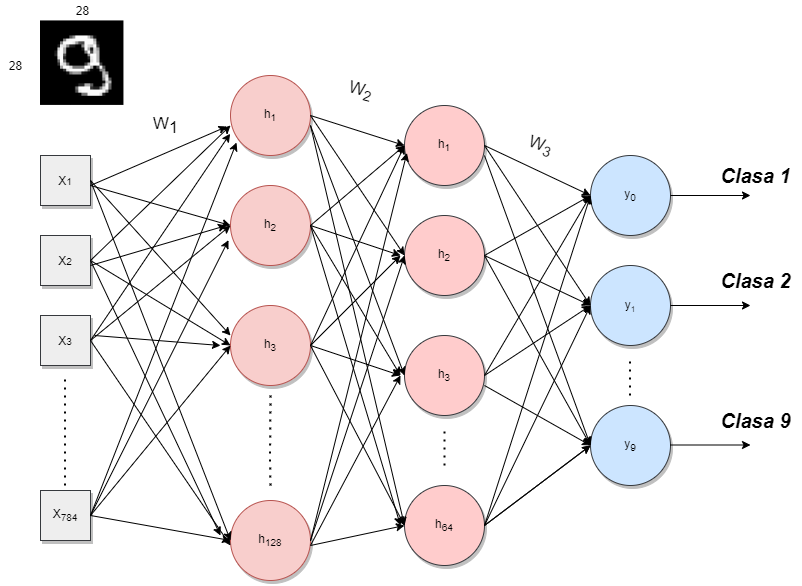 28
28
W₁
W₂
W₃
X₁
X₂
X₃
X₇₈₄
h₁
h₂
h₃
h₁₂₈
h₁
h₂
h₃
h₆₄
y₀
y₁
y₉
Clasa 1
Clasa 2
Clasa 9